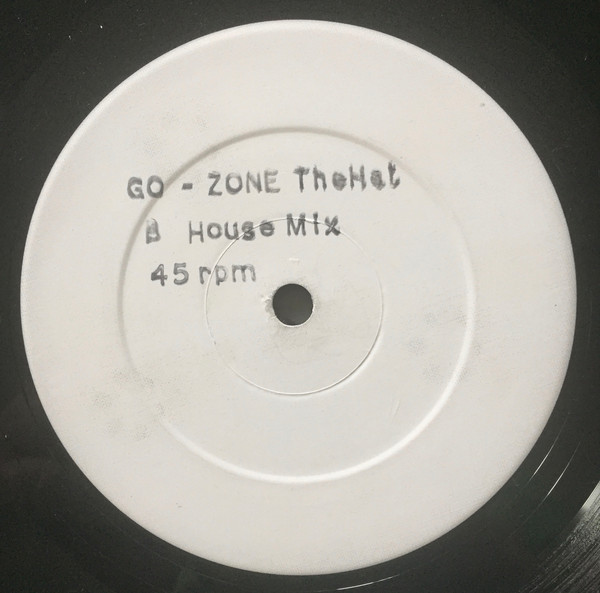 GO - ZONE TheHat
B House Mix
45 rpm